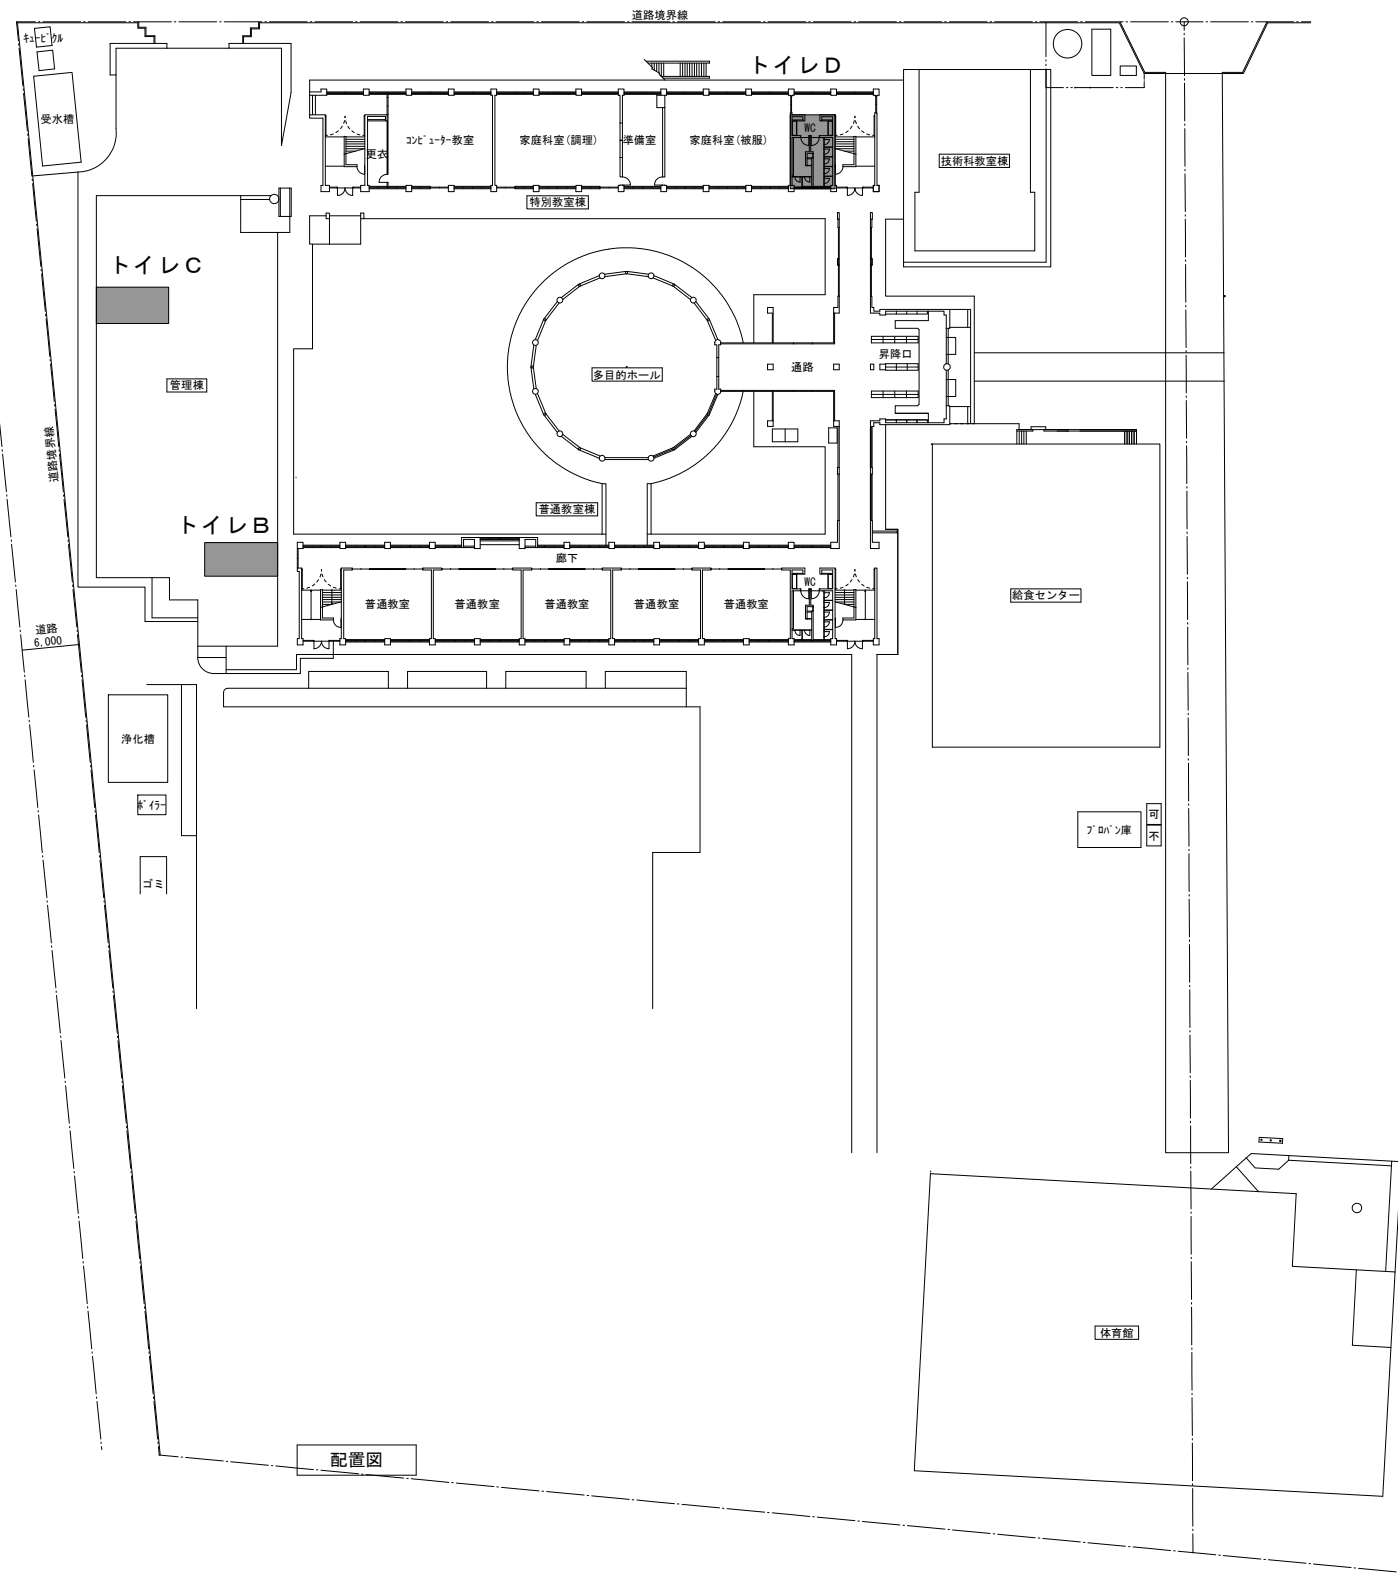 道路境界線
キュービクル
受水槽
トイレD
コンピューター教室
家庭科室(調理)
準備室
家庭科室(被服)
WC
更衣
技術科教室棟
特別教室棟
トイレC
管理棟
多目的ホール
通路
昇降口
道路境界線
普通教室棟
トイレB
廊下
普通教室
普通教室
普通教室
普通教室
普通教室
WC
給食センター
道路
6,000
浄化槽
ボイラー
ゴミ
プロパン庫
可
不
体育館
配置図